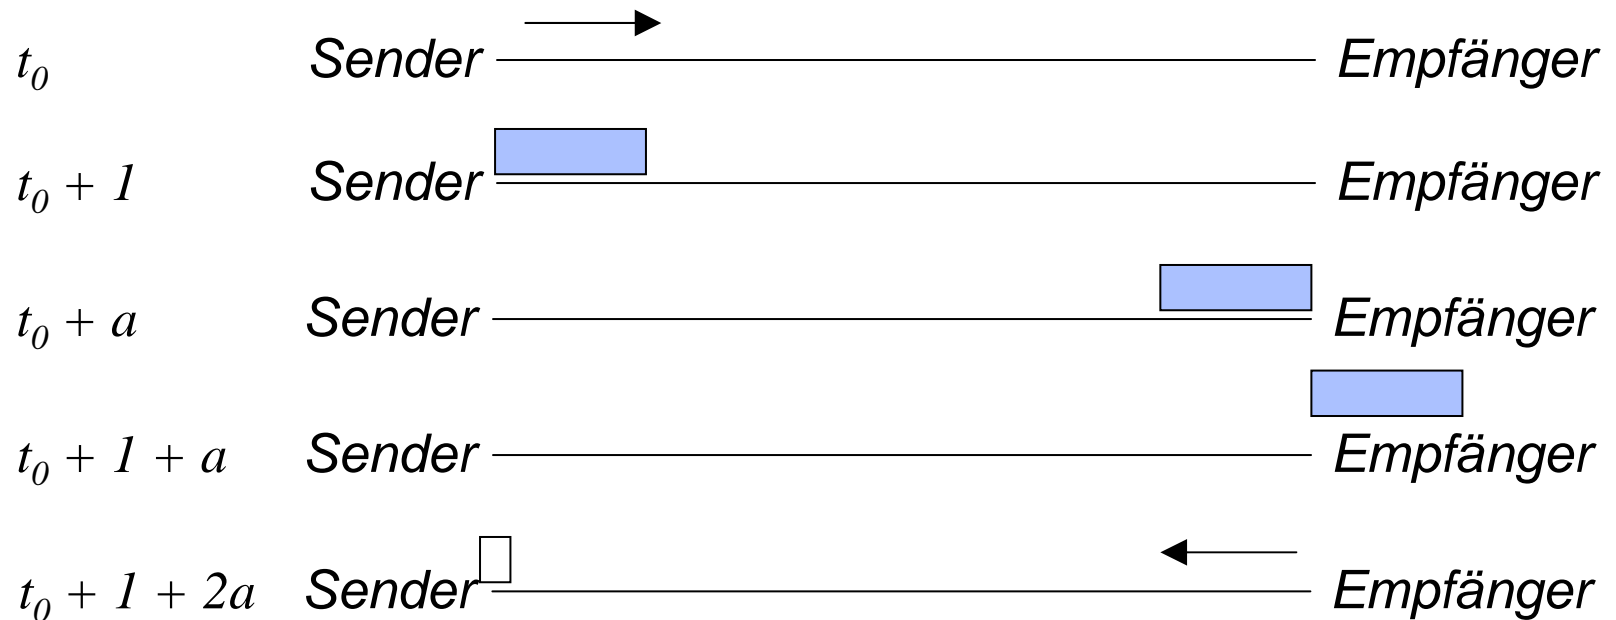 t₀ Sender Empfänger
t₀ + 1 Sender Empfänger
t₀ + a Sender Empfänger
t₀ + 1 + a Sender Empfänger
t₀ + 1 + 2a Sender Empfänger